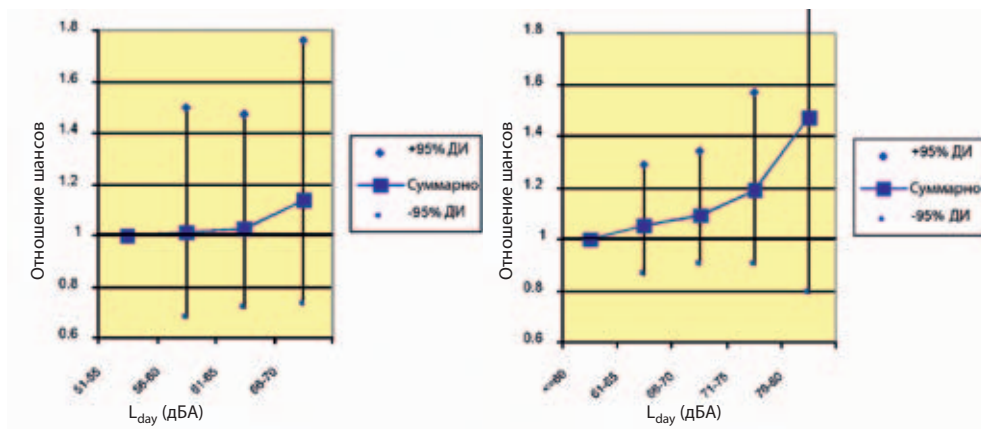 Отношение шансов
1.8
1.6
1.4
1.2
1
0.8
0.6
51-55
56-60
61-65
66-70
L day (дБА)
+95% ДИ
Суммарно
-95% ДИ
Отношение шансов
1.8
1.6
1.4
1.2
1
0.8
0.6
<=60
61-65
66-70
71-75
76-80
L day (дБА)
+95% ДИ
Суммарно
-95% ДИ